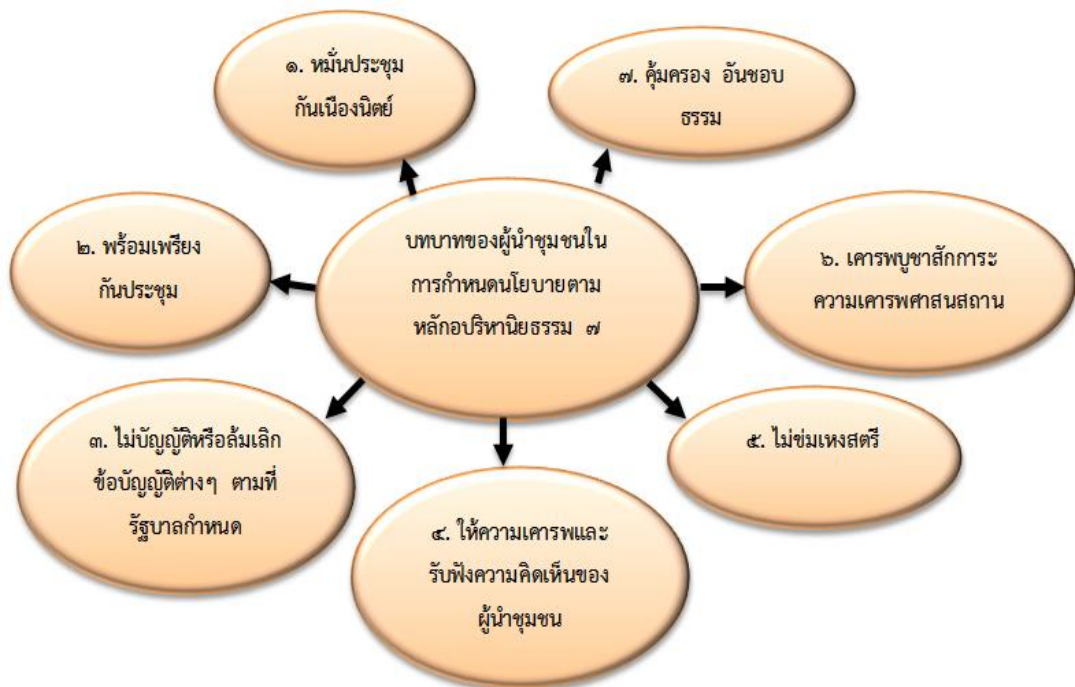 ๑. หมั่นประชุม
กันเนืองนิตย์
๗. คุ้มครอง อันชอบ
ธรรม
๒. พร้อมเพรียง
กันประชุม
บทบาทของผู้นำชุมชนใน
การกำหนดนโยบายตาม
หลักอปริหานิยธรรม ๗
๖. เคารพบูชาสักการะ
ความเคารพศาสนสถาน
๓. ไม่บัญญัติหรือล้มเลิก
ข้อบัญญัติต่างๆ ตามที่
รัฐบาลกำหนด
๔. ให้ความเคารพและ
รับฟังความคิดเห็นของ
ผู้นำชุมชน
๕. ไม่ข่มเหงสตรี